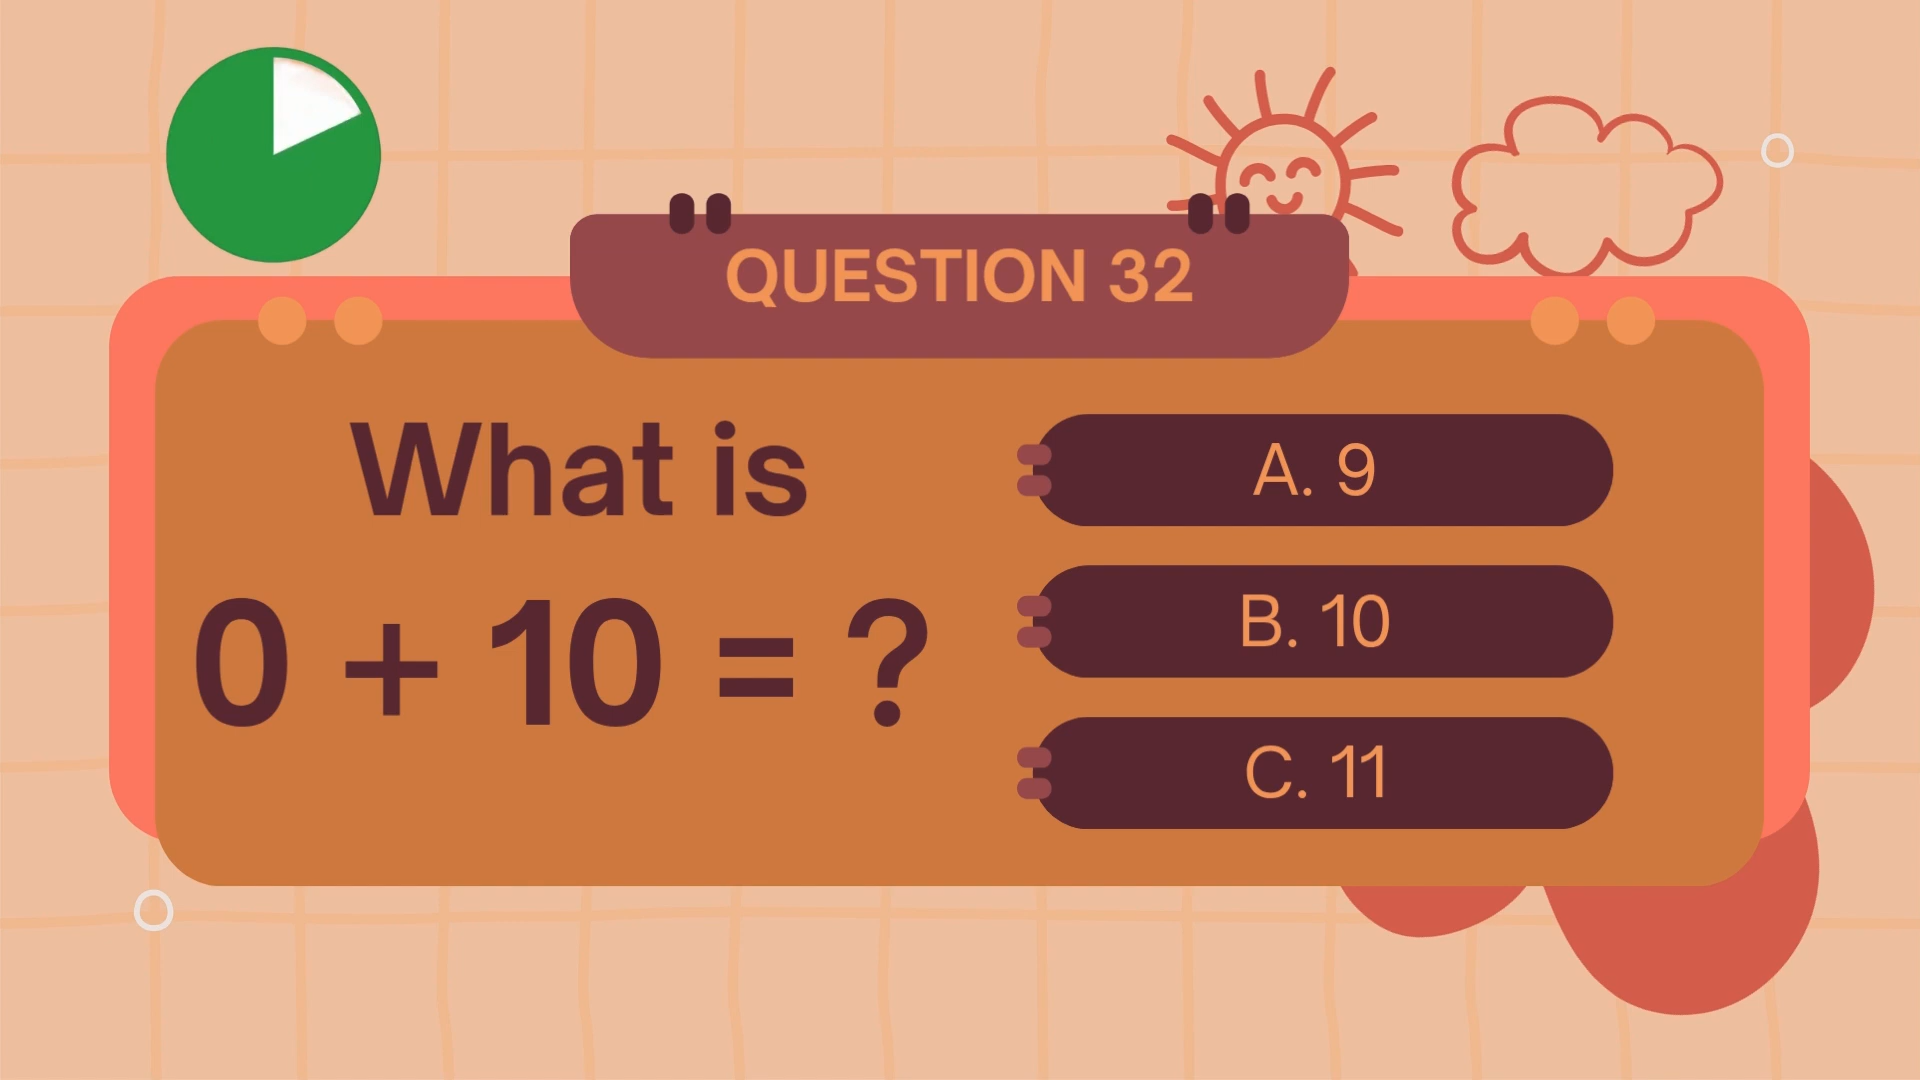 QUESTION 32
What is
0 + 10 = ?
A. 9
B. 10
C. 11